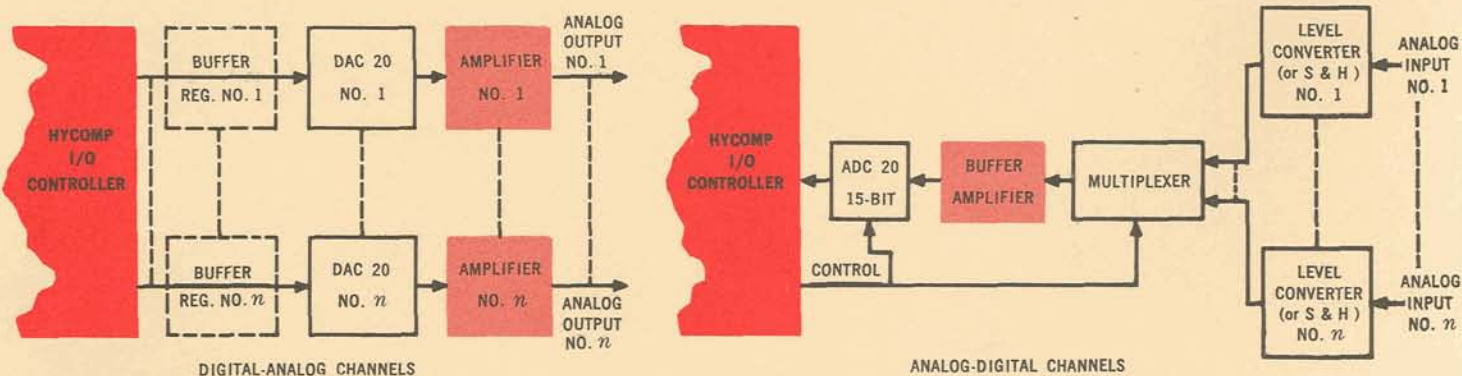 HYCOMP
I/O
CONTROLLER
BUFFER
REG. NO. 1
DAC 20
NO. 1
AMPLIFIER
NO. 1
ANALOG
OUTPUT
NO. 1
BUFFER
REG. NO. n
DAC 20
NO. n
AMPLIFIER
NO. n
ANALOG
OUTPUT
NO. n
DIGITAL-ANALOG CHANNELS
HYCOMP
I/O
CONTROLLER
ADC 20
15-BIT
BUFFER
AMPLIFIER
MULTIPLEXER
LEVEL
CONVERTER
(or S & H )
NO. 1
ANALOG
INPUT
NO. 1
CONTROL
LEVEL
CONVERTER
(or S & H )
NO. n
ANALOG
INPUT
NO. n
ANALOG-DIGITAL CHANNELS